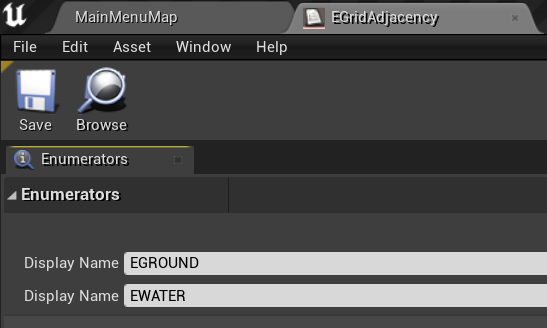 MainMenuMap EGridAdjacency
File Edit Asset Window Help
Save Browse
Enumerators
Enumerators
Display Name EGROUND
Display Name EWATER